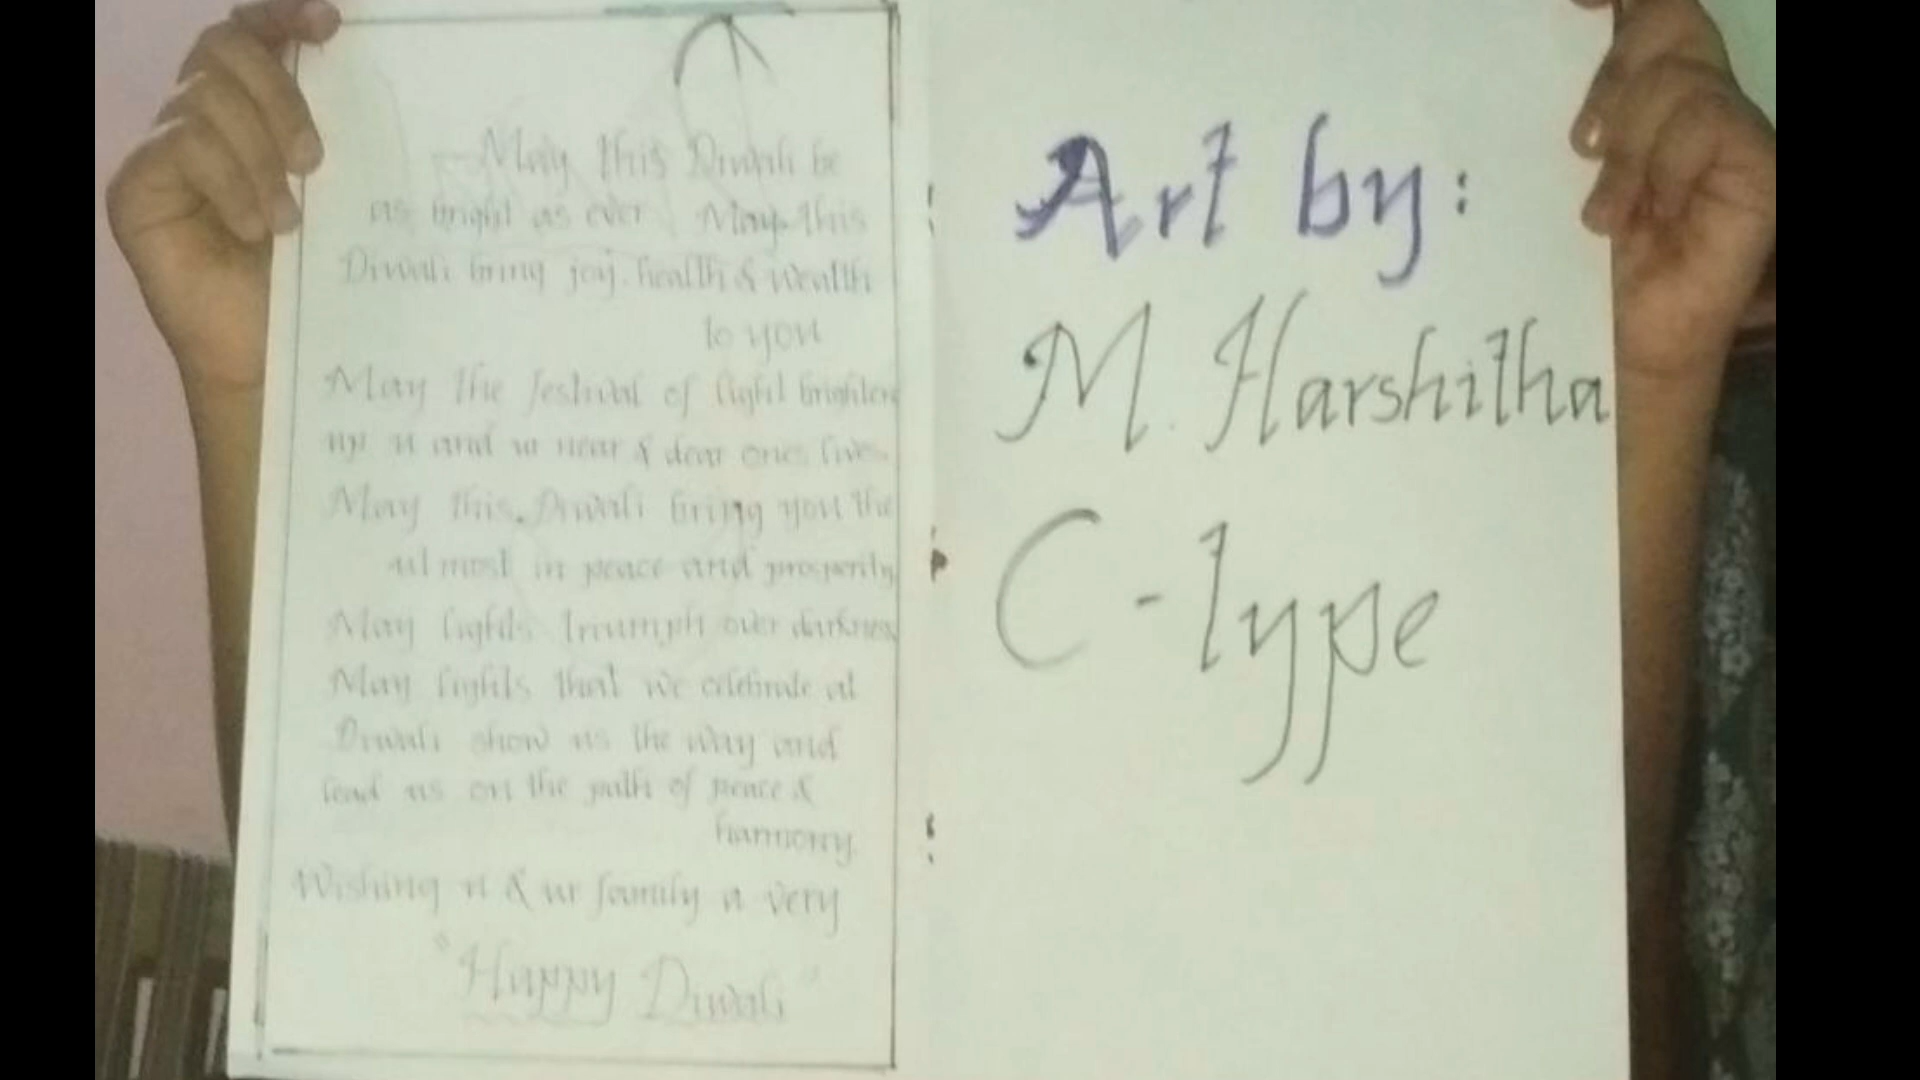 May this Diwali be
as bright as ever May this
Diwali bring joy, health & wealth
to you
May the festival of light brighten
up u and ur near & dear ones lives
May this Diwali bring you the
utmost in peace and prosperity
May lights triumph over darkness
May lights that we celebrate at
Diwali show us the way and
lead us on the path of peace &
harmony.
Wishing u & ur family a very
"Happy Diwali"
Art by:
M. Harshitha
C-type